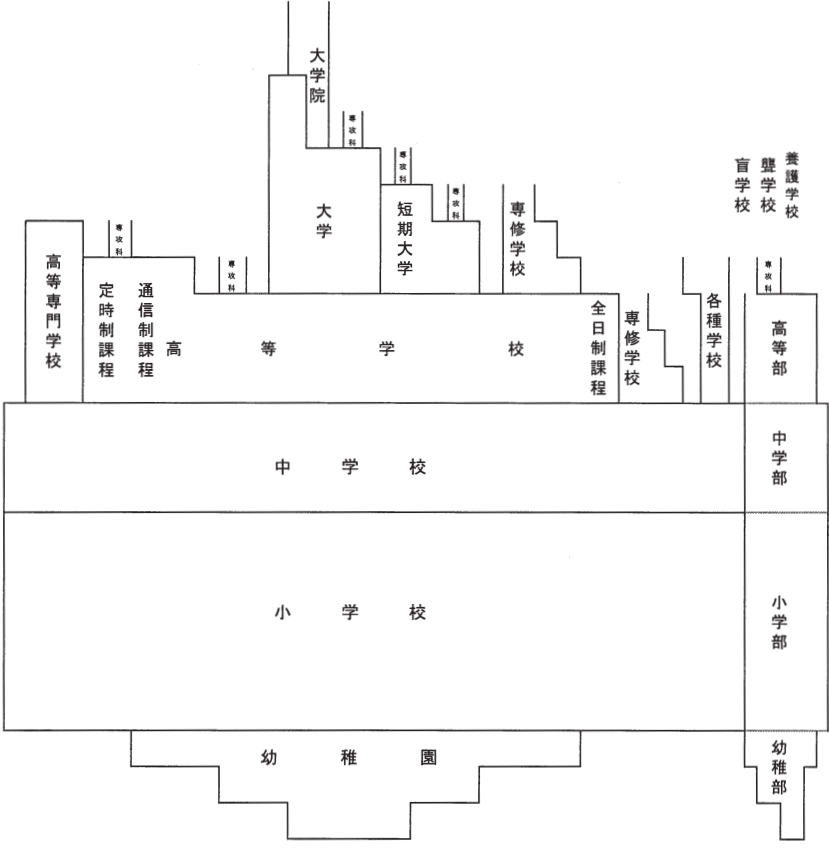 大学院
専攻科
専攻科
専攻科
大学
短期大学
専修学校
盲学校
聾学校
養護学校
専攻科
専攻科
専攻科
高等専門学校
定時制課程
通信制課程
高等学校
全日制課程
専修学校
各種学校
高等部
中学校
中学部
小学校
小学部
幼稚園
幼稚部